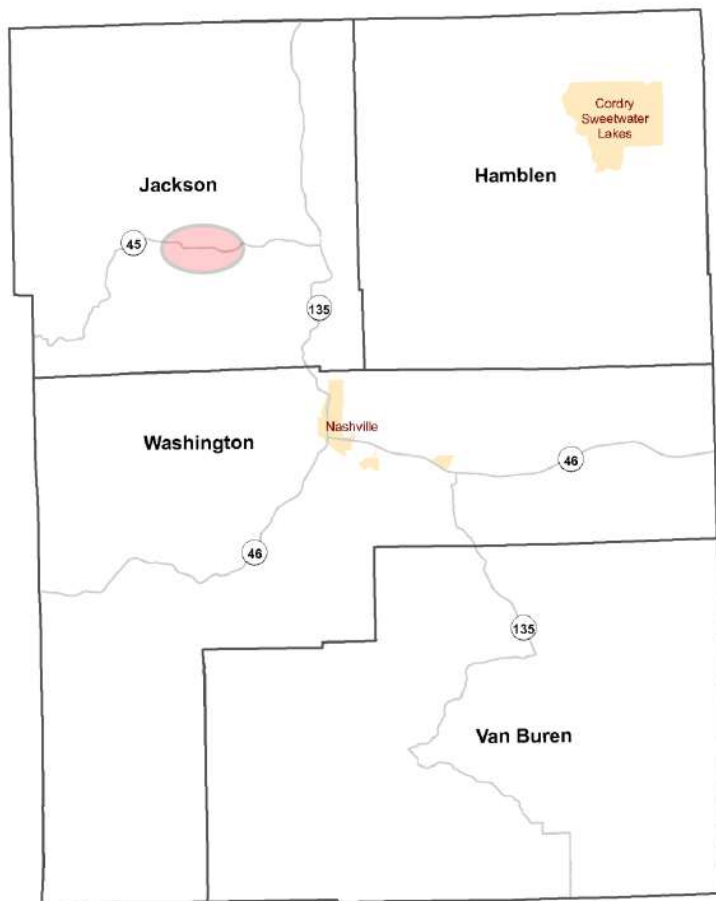 Cordry
Sweetwater
Lakes
Jackson
Hamblen
45
135
Nashville
Washington
46
46
135
Van Buren